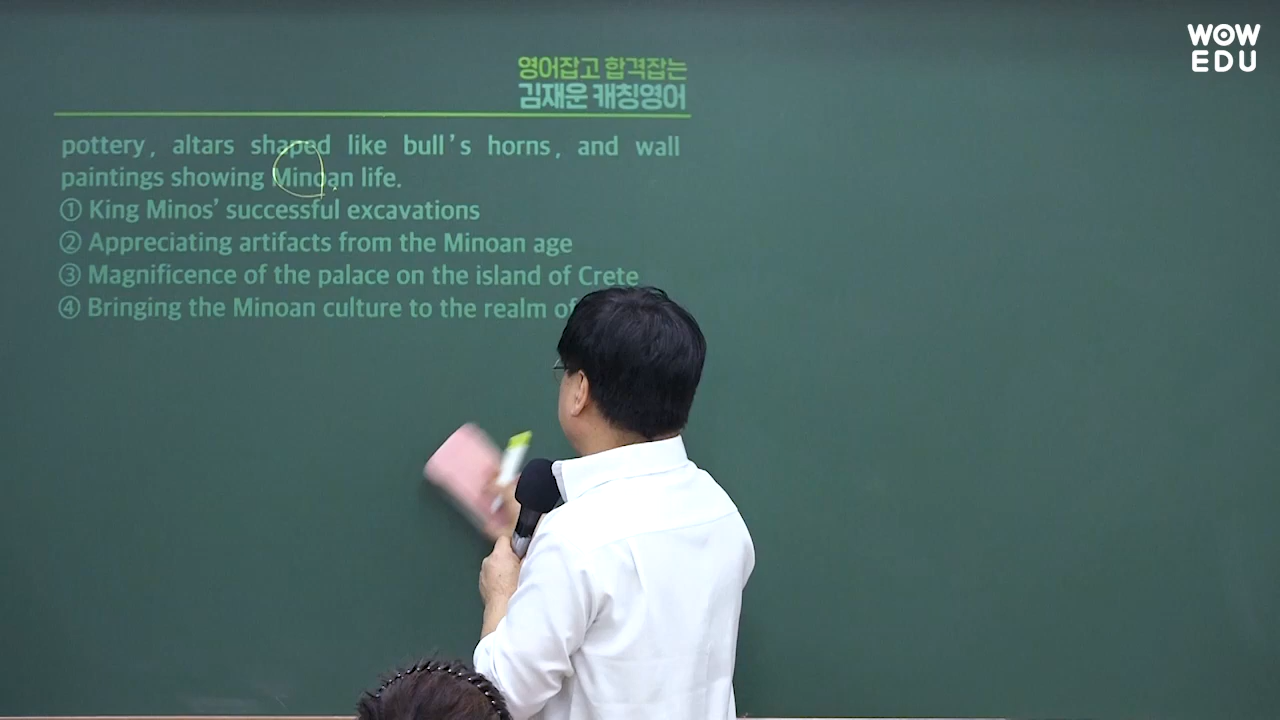 WOW
EDU
영어잡고 합격잡는
김재운 캐칭영어
pottery, altars shaped like bull's horns, and wall
paintings showing Minoan life.
① King Minos' successful excavations
② Appreciating artifacts from the Minoan age
③ Magnificence of the palace on the island of Crete
④ Bringing the Minoan culture to the realm of